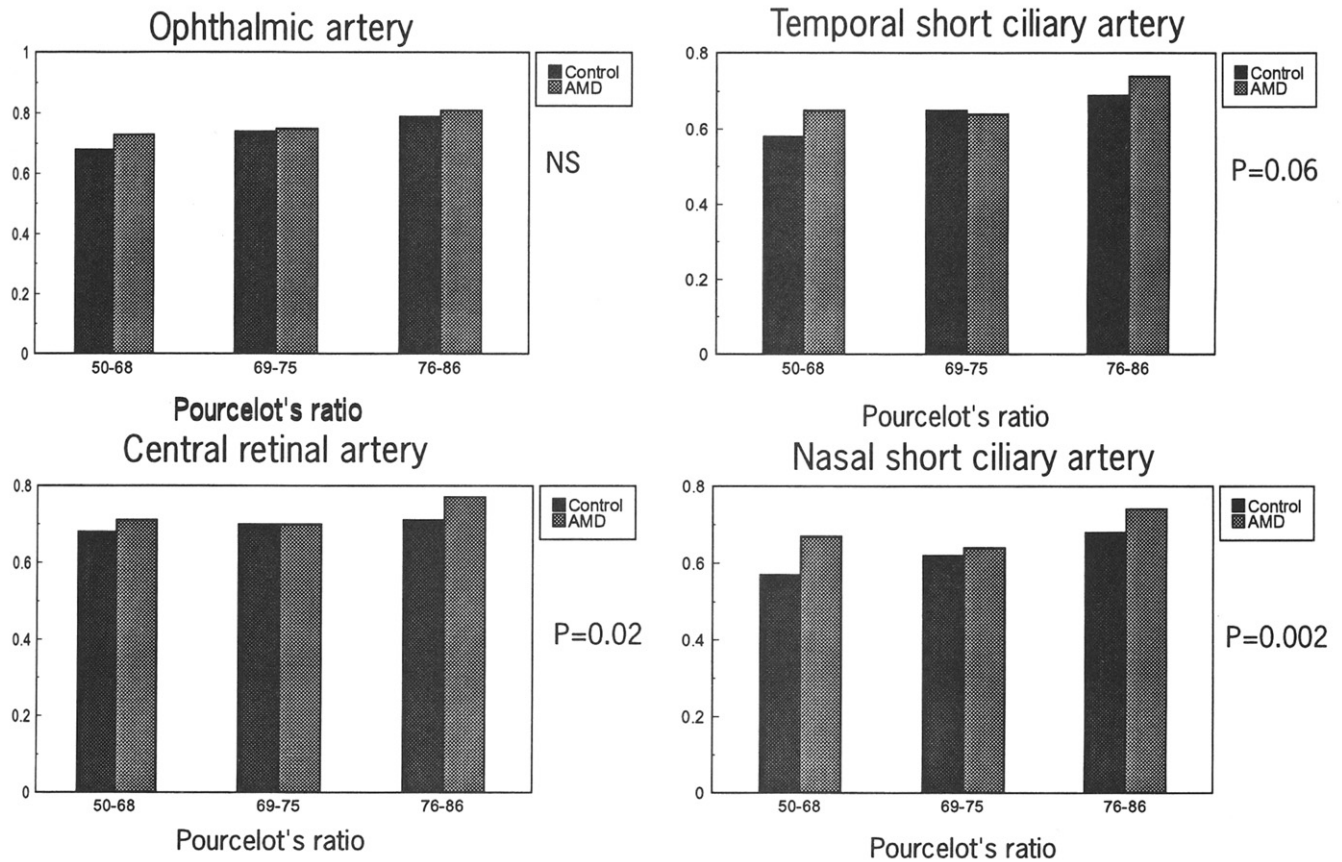 Ophthalmic artery
1
0.8
0.6
0.4
0.2
0
50-68
69-75
76-86
Control
AMD
NS
Pourcelot's ratio
Temporal short ciliary artery
0.8
0.6
0.4
0.2
0
50-68
69-75
76-86
Control
AMD
P=0.06
Pourcelot's ratio
Central retinal artery
0.8
0.6
0.4
0.2
0
50-68
69-75
76-86
Control
AMD
P=0.02
Pourcelot's ratio
Nasal short ciliary artery
0.8
0.6
0.4
0.2
0
50-68
69-75
76-86
Control
AMD
P=0.002
Pourcelot's ratio